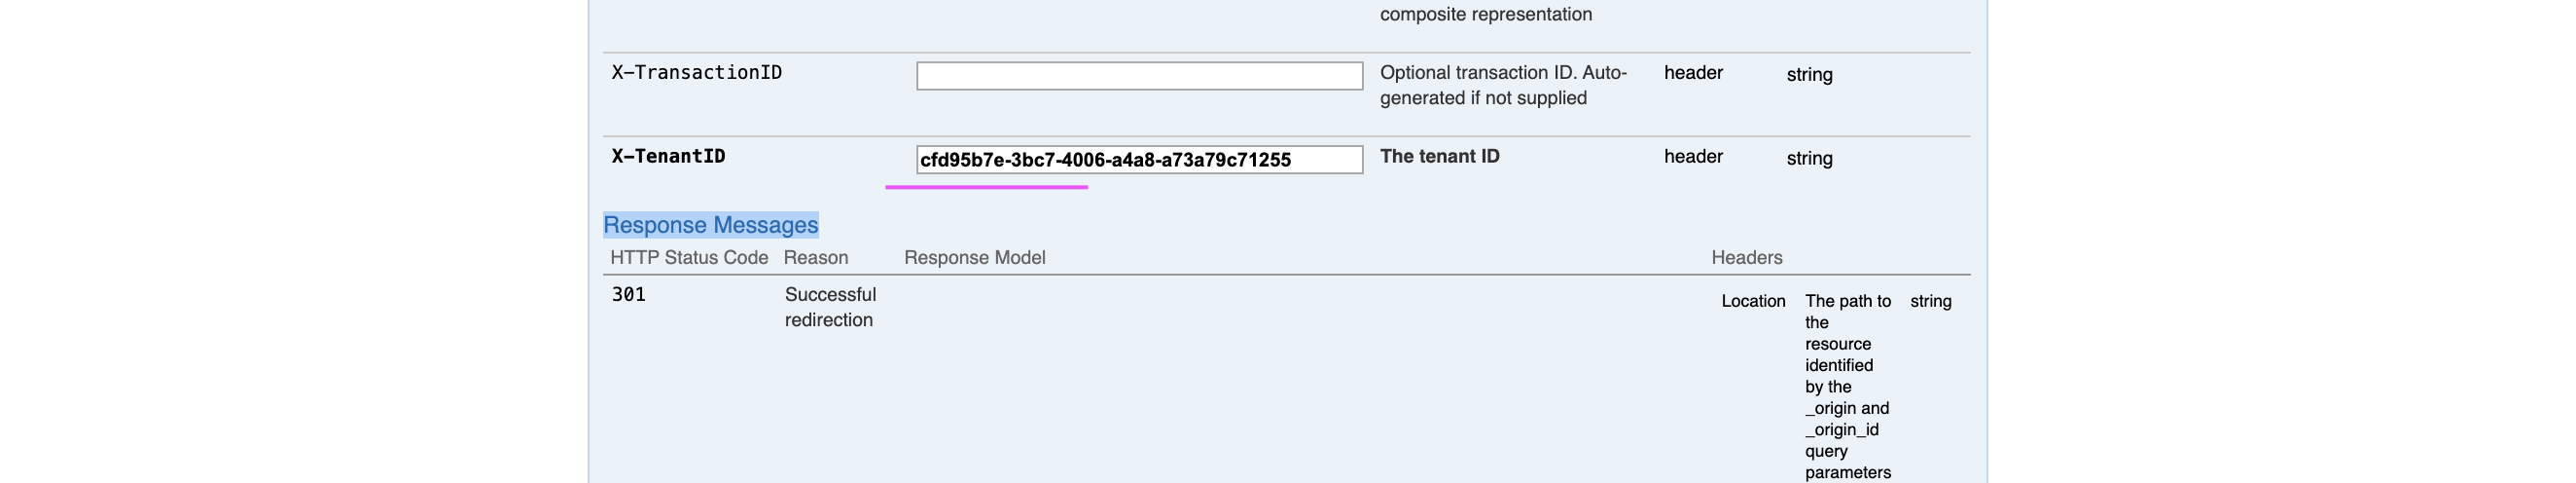 composite representation
X-TransactionID Optional transaction ID. Auto- header string
generated if not supplied
X-TenantID cfd95b7e-3bc7-4006-a4a8-a73a79c71255 The tenant ID header string
Response Messages
HTTP Status Code Reason Response Model Headers
301 Successful Location The path to string
redirection the
resource
identified
by the
_origin and
_origin_id
query
parameters